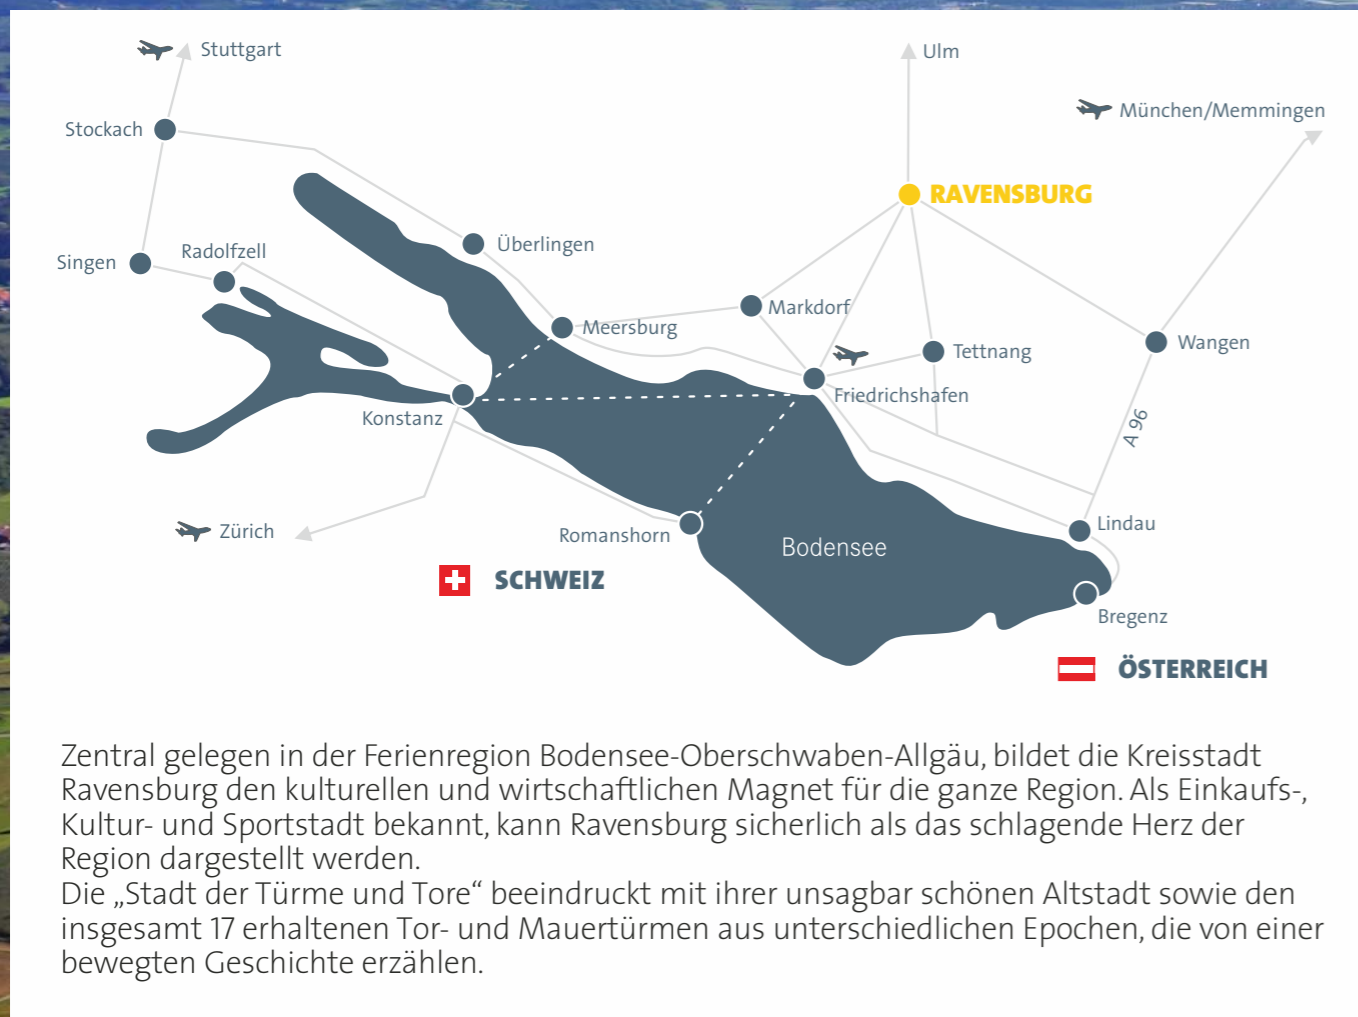 Stuttgart
Ulm
München/Memmingen
Stockach
RAVENSBURG
Überlingen
Radolfzell
Singen
Markdorf
Meersburg
Wangen
Tettnang
Friedrichshafen
Konstanz
A 96
Lindau
Zürich
Romanshorn
Bodensee
SCHWEIZ
Bregenz
ÖSTERREICH
Zentral gelegen in der Ferienregion Bodensee-Oberschwaben-Allgäu, bildet die Kreisstadt
Ravensburg den kulturellen und wirtschaftlichen Magnet für die ganze Region. Als Einkaufs-,
Kultur- und Sportstadt bekannt, kann Ravensburg sicherlich als das schlagende Herz der
Region dargestellt werden.
Die „Stadt der Türme und Tore“ beeindruckt mit ihrer unsagbar schönen Altstadt sowie den
insgesamt 17 erhaltenen Tor- und Mauertürmen aus unterschiedlichen Epochen, die von einer
bewegten Geschichte erzählen.